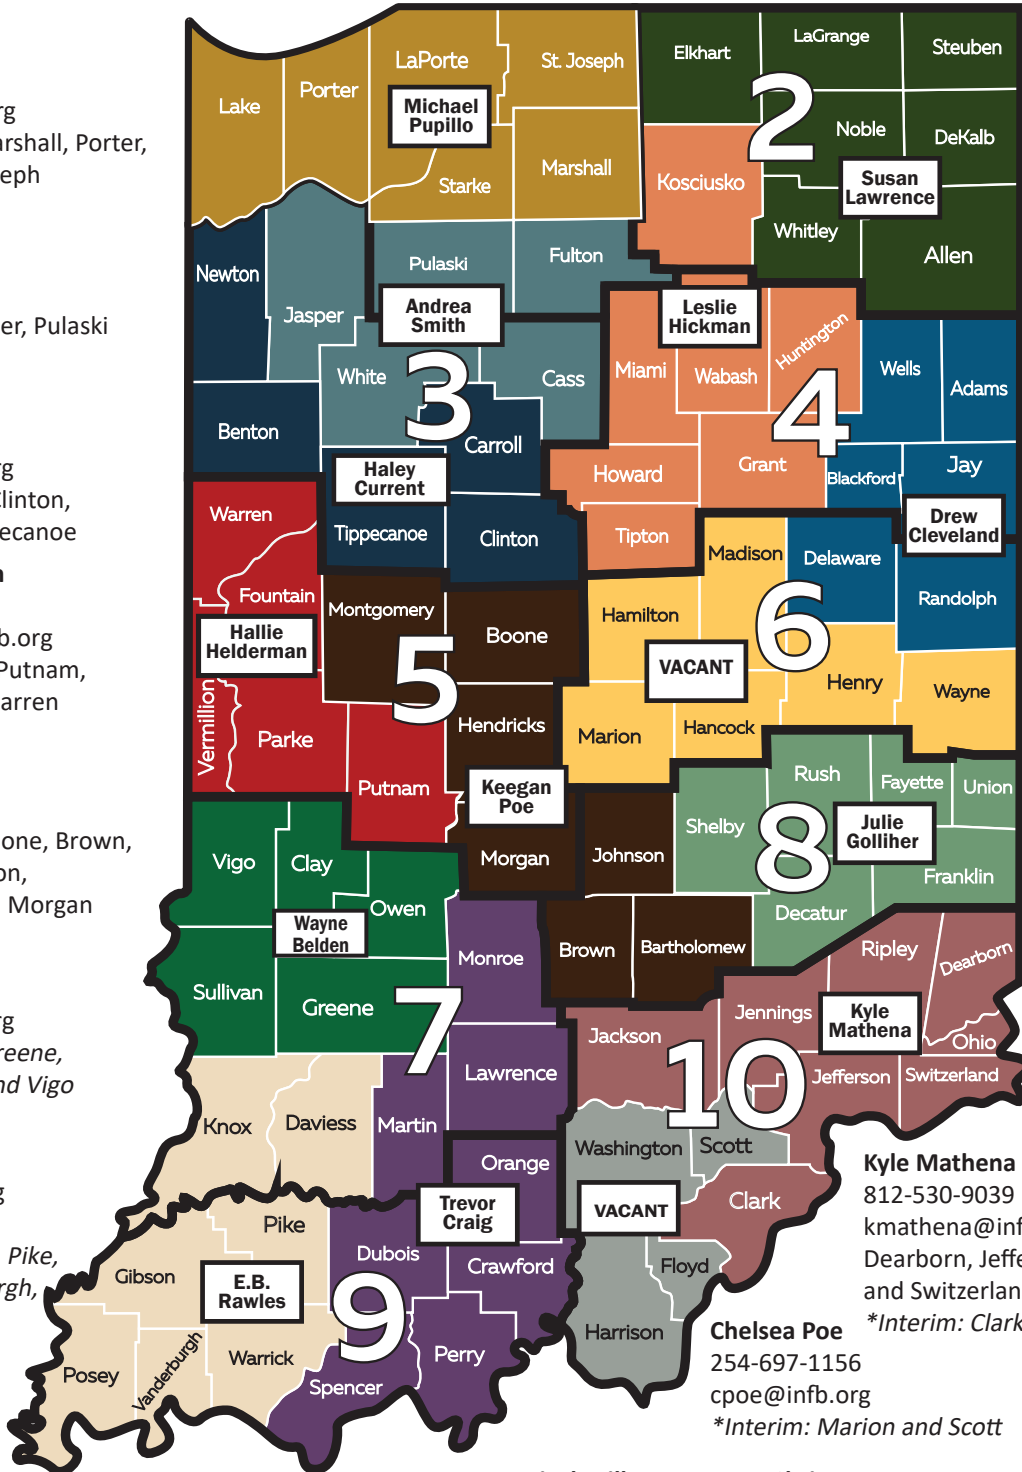 rg
arshall, Porter,
eph
er, Pulaski
rg
Clinton,
ecanoe
n
b.org
Putnam,
arren
one, Brown,
on,
Morgan
rg
reene,
nd Vigo
g
Pike,
rgh,
Lake
Porter
LaPorte
St. Joseph
Michael
Pupillo
Starke
Marshall
Elkhart
LaGrange
Steuben
2
Noble
DeKalb
Kosciusko
Susan
Lawrence
Whitley
Allen
Newton
Jasper
Pulaski
Fulton
Andrea
Smith
White
3
Cass
Benton
Carroll
Haley
Current
Tippecanoe
Clinton
Leslie
Hickman
Miami
Wabash
Huntington
4
Howard
Grant
Tipton
Wells
Adams
Blackford
Jay
Drew
Cleveland
Delaware
Randolph
Warren
Fountain
Hallie
Helderman
Vermillion
Parke
Putnam
Montgomery
Boone
5
Hendricks
Keegan
Poe
Morgan
Johnson
Brown
Bartholomew
Madison
Hamilton
6
VACANT
Henry
Wayne
Marion
Hancock
Rush
Fayette
Union
Shelby
8
Julie
Golliher
Franklin
Decatur
Vigo
Clay
Owen
Wayne
Belden
Sullivan
Greene
7
Monroe
Lawrence
Martin
Knox
Daviess
Orange
Trevor
Craig
Dubois
Crawford
Pike
Gibson
E.B.
Rawles
9
Posey
Vanderburgh
Warrick
Spencer
Perry
Ripley
Dearborn
Jennings
Kyle
Mathena
Jackson
10
Ohio
Jefferson
Switzerland
Washington
Scott
Clark
VACANT
Floyd
Harrison
Kyle Mathena
812-530-9039
kmathena@inf
Dearborn, Jeffe
and Switzerlan
*Interim: Clark
Chelsea Poe
254-697-1156
cpoe@infb.org
*Interim: Marion and Scott